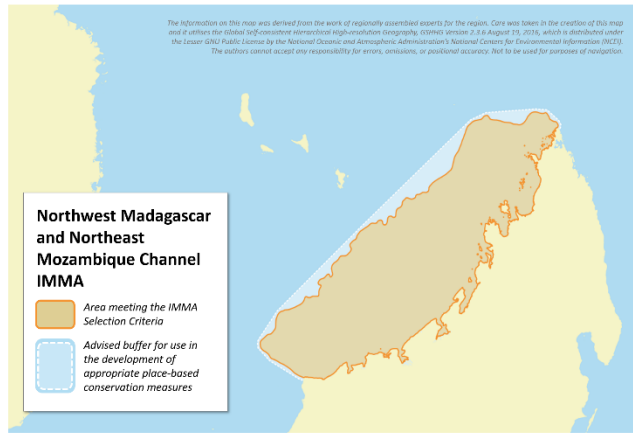 The information on this map was derived from the work of regionally assembled experts for the region. Care was taken in the creation of this map
and it utilises the Global Self-consistent Hierarchical High-resolution Geography, GSHHG Version 2.3.6 August 19, 2016, which is distributed under
the Lesser GNU Public License by the National Oceanic and Atmospheric Administration's National Centers for Environmental Information (NCEI).
The authors cannot accept any responsibility for errors, omissions, or positional accuracy. Not to be used for purposes of navigation.
Northwest Madagascar
and Northeast
Mozambique Channel
IMMA
Area meeting the IMMA
Selection Criteria
Advised buffer for use in
the development of
appropriate place-based
conservation measures